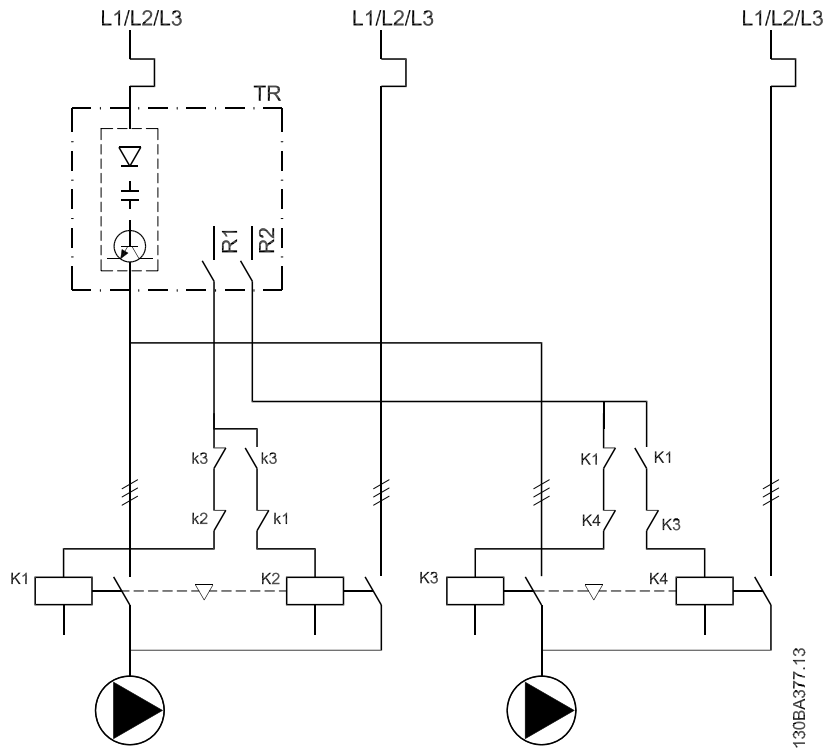 L1/L2/L3
L1/L2/L3
L1/L2/L3
TR
R1
R2
k3
k3
K1
K1
k2
k1
K4
K3
K1
K2
K3
K4
130BA377.13